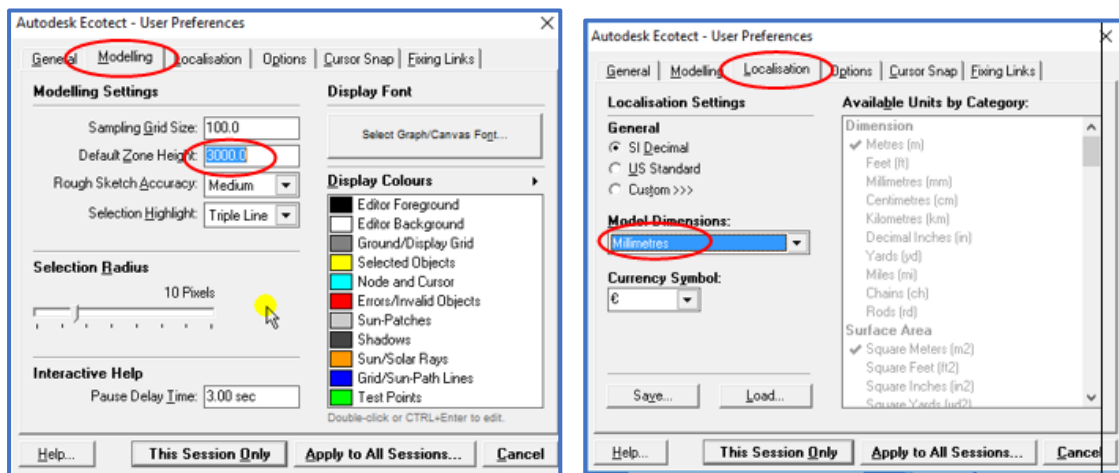 Autodesk Ecotect - User Preferences
General Modelling Localisation Options Cursor Snap Fixing Links
Modelling Settings
Sampling Grid Size: 100.0
Default Zone Height: 3000.0
Rough Sketch Accuracy: Medium
Selection Highlight: Triple Line
Selection Radius
10 Pixels
Interactive Help
Pause Delay Time: 3.00 sec
Display Font
Select Graph/Canvas Font...
Display Colours
Editor Foreground
Editor Background
Ground/Display Grid
Selected Objects
Node and Cursor
Errors/Invalid Objects
Sun-Patches
Shadows
Sun/Solar Rays
Grid/Sun-Path Lines
Test Points
Double-click or CTRL+Enter to edit.
Help... This Session Only Apply to All Sessions... Cancel
Autodesk Ecotect - User Preferences
General Modelling Localisation Options Cursor Snap Fixing Links
Localisation Settings
General
SI Decimal
US Standard
Custom >>>
Model Dimensions:
Millimetres
Currency Symbol:
€
Save... Load...
Available Units by Category:
Dimension
Metres (m)
Feet (ft)
Millimetres (mm)
Centimetres (cm)
Kilometres (km)
Decimal Inches (in)
Yards (yd)
Miles (mi)
Chains (ch)
Rods (rd)
Surface Area
Square Meters (m2)
Square Feet (ft2)
Square Inches (in2)
Square Yards (yd2)
Help... This Session Only Apply to All Sessions... Cancel